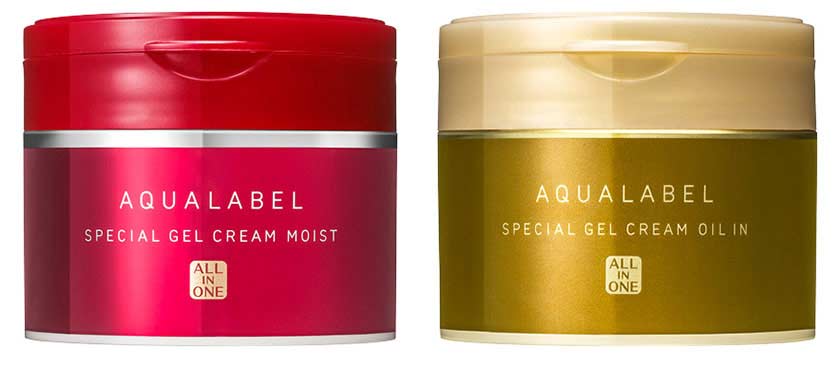 AQUALABEL
SPECIAL GEL CREAM MOIST
ALL
IN
ONE
AQUALABEL
SPECIAL GEL CREAM OIL IN
ALL
IN
ONE